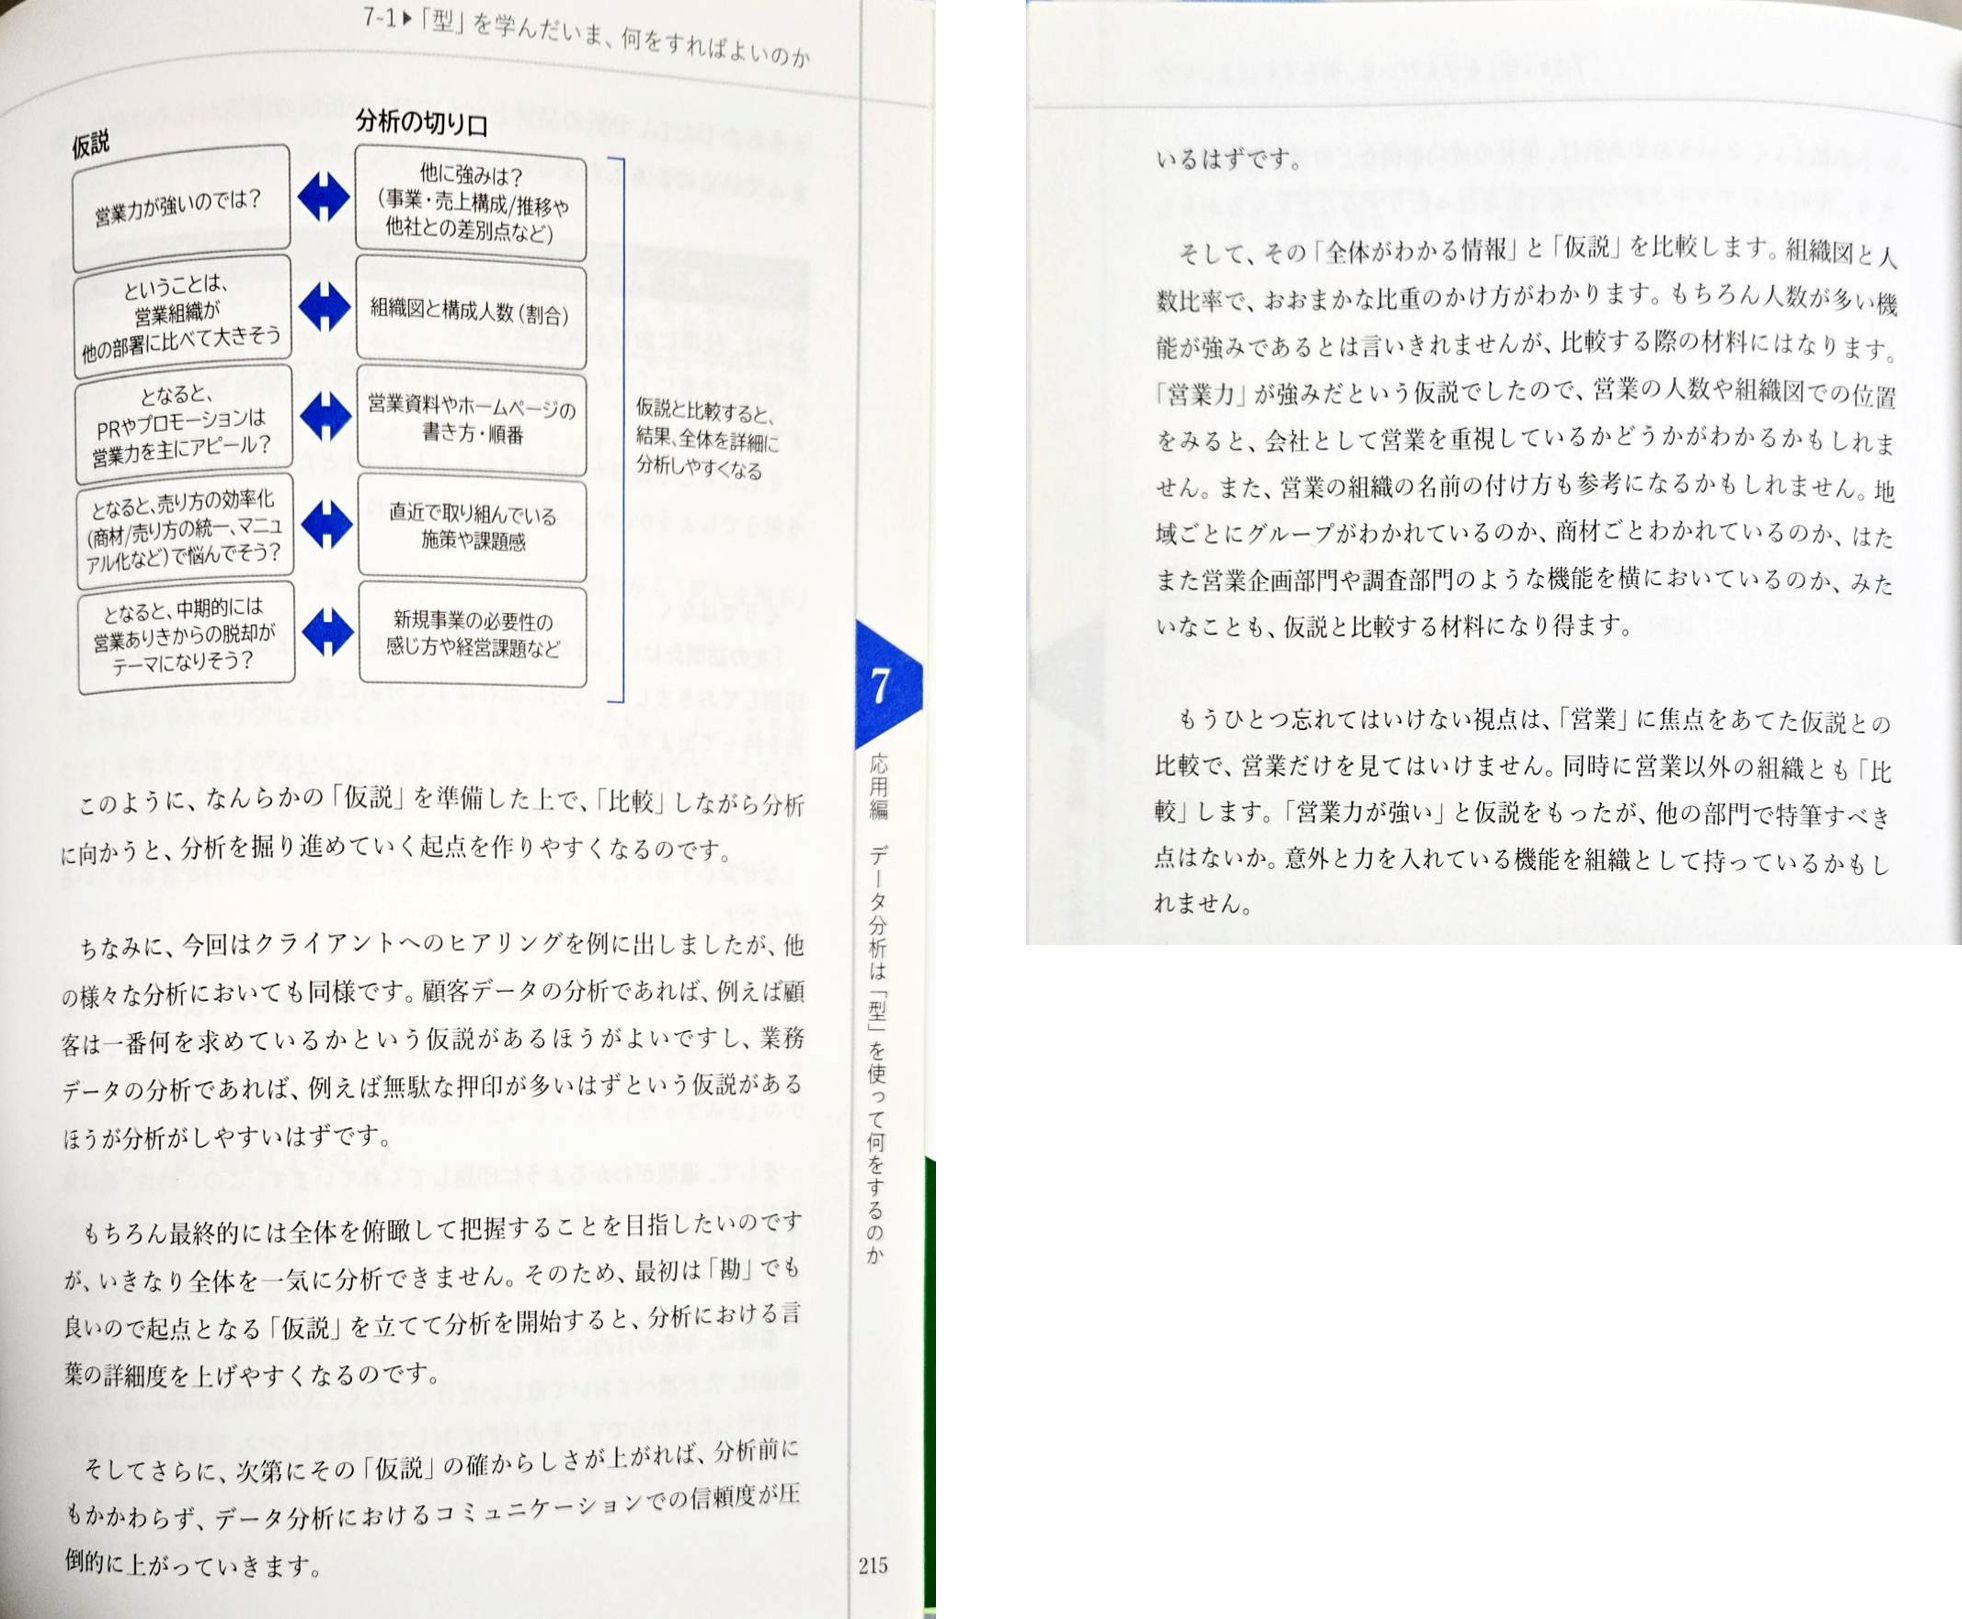 7-1▶「型」を学んだいま、何をすればよいのか
仮説
分析の切り口
営業力が強いのでは?
他に強みは?
(事業・売上構成/推移や
他社との差別点など)
ということは、
営業組織が
他の部署に比べて大きそう
組織図と構成人数(割合)
となると、
PRやプロモーションは
営業力を主にアピール?
営業資料やホームページの
書き方・順番
となると、売り方の効率化
(商材/売り方の統一、マニュ
アル化など)で悩んでそう?
直近で取り組んでいる
施策や課題感
となると、中期的には
営業ありきからの脱却が
テーマになりそう?
新規事業の必要性の
感じ方や経営課題など
仮説と比較すると、
結果、全体を詳細に
分析しやすくなる
このように、なんらかの「仮説」を準備した上で、「比較」しながら分析
に向かうと、分析を掘り進めていく起点を作りやすくなるのです。
ちなみに、今回はクライアントへのヒアリングを例に出しましたが、他
の様々な分析においても同様です。顧客データの分析であれば、例えば顧
客は一番何を求めているかという仮説があるほうがよいですし、業務
データの分析であれば、例えば無駄な押印が多いはずという仮説がある
ほうが分析がしやすいはずです。
もちろん最終的には全体を俯瞰して把握することを目指したいのです
が、いきなり全体を一気に分析できません。そのため、最初は「勘」でも
良いので起点となる「仮説」を立てて分析を開始すると、分析における言
葉の詳細度を上げやすくなるのです。
そしてさらに、次第にその「仮説」の確からしさが上がれば、分析前に
もかかわらず、データ分析におけるコミュニケーションでの信頼度が圧
倒的に上がっていきます。
7
応用編 データ分析は「型」を使って何をするのか
215
いるはずです。
そして、その「全体がわかる情報」と「仮説」を比較します。組織図と人
数比率で、おおまかな比重のかけ方がわかります。もちろん人数が多い機
能が強みであるとは言いきれませんが、比較する際の材料にはなります。
「営業力」が強みだという仮説でしたので、営業の人数や組織図での位置
をみると、会社として営業を重視しているかどうかがわかるかもしれま
せん。また、営業の組織の名前の付け方も参考になるかもしれません。地
域ごとにグループがわかれているのか、商材ごとわかれているのか、はた
また営業企画部門や調査部門のような機能を横においているのか、みた
いなことも、仮説と比較する材料になり得ます。
もうひとつ忘れてはいけない視点は、「営業」に焦点をあてた仮説との
比較で、営業だけを見てはいけません。同時に営業以外の組織とも「比
較」します。「営業力が強い」と仮説をもったが、他の部門で特筆すべき
点はないか。意外と力を入れている機能を組織として持っているかもし
れません。